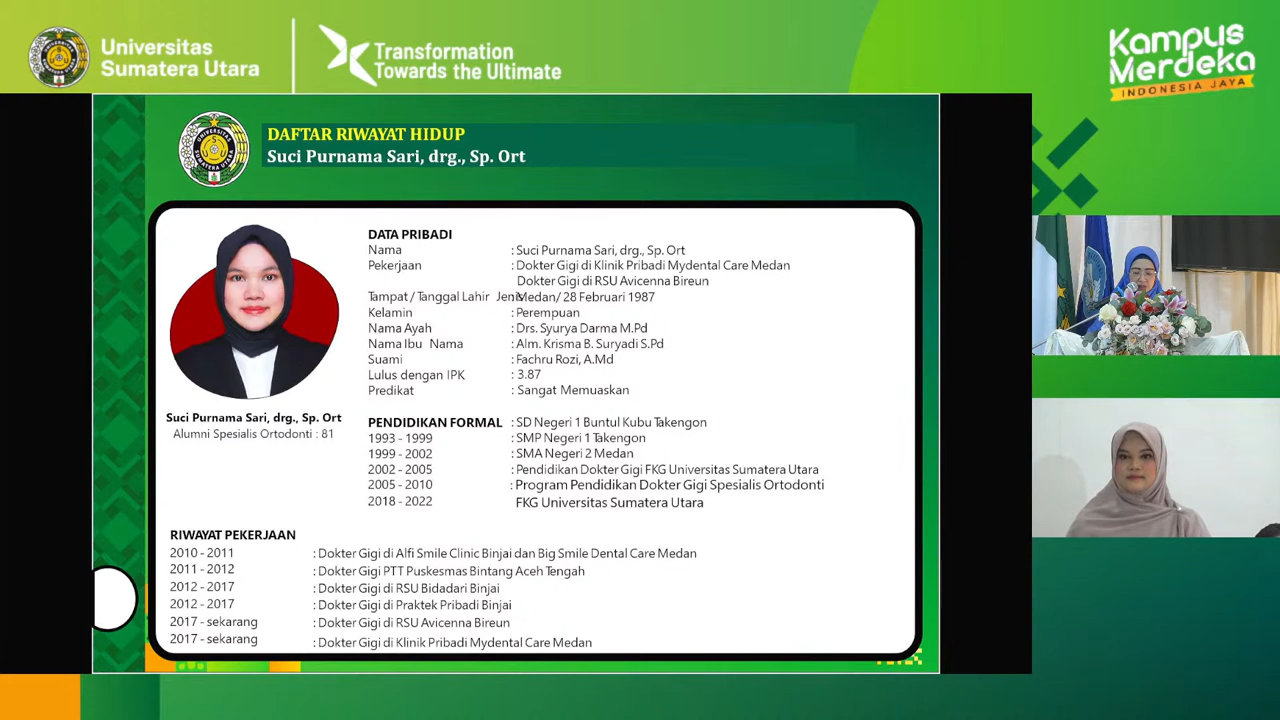 Universitas
Sumatera Utara
Transformation
Towards the Ultimate
Kampus
Merdeka
INDONESIA JAYA
UNIVERSITAS
SUMATERA UTARA
DAFTAR RIWAYAT HIDUP
Suci Purnama Sari, drg., Sp. Ort
Suci Purnama Sari, drg., Sp. Ort
Alumni Spesialis Ortodonti : 81
DATA PRIBADI
Nama : Suci Purnama Sari, drg., Sp. Ort
Pekerjaan : Dokter Gigi di Klinik Pribadi Mydental Care Medan
Dokter Gigi di RSU Avicenna Bireun
Tampat / Tanggal Lahir Jenis : Medan/ 28 Februari 1987
Kelamin : Perempuan
Nama Ayah : Drs. Syurya Darma M.Pd
Nama Ibu Nama : Alm. Krisma B. Suryadi S.Pd
Suami : Fachru Rozi, A.Md
Lulus dengan IPK : 3.87
Predikat : Sangat Memuaskan
PENDIDIKAN FORMAL : SD Negeri 1 Buntul Kubu Takengon
1993 - 1999 : SMP Negeri 1 Takengon
1999 - 2002 : SMA Negeri 2 Medan
2002 - 2005 : Pendidikan Dokter Gigi FKG Universitas Sumatera Utara
2005 - 2010 : Program Pendidikan Dokter Gigi Spesialis Ortodonti
2018 - 2022 FKG Universitas Sumatera Utara
RIWAYAT PEKERJAAN
2010 - 2011 : Dokter Gigi di Alfi Smile Clinic Binjai dan Big Smile Dental Care Medan
2011 - 2012 : Dokter Gigi PTT Puskesmas Bintang Aceh Tengah
2012 - 2017 : Dokter Gigi di RSU Bidadari Binjai
2012 - 2017 : Dokter Gigi di Praktek Pribadi Binjai
2017 - sekarang : Dokter Gigi di RSU Avicenna Bireun
2017 - sekarang : Dokter Gigi di Klinik Pribadi Mydental Care Medan